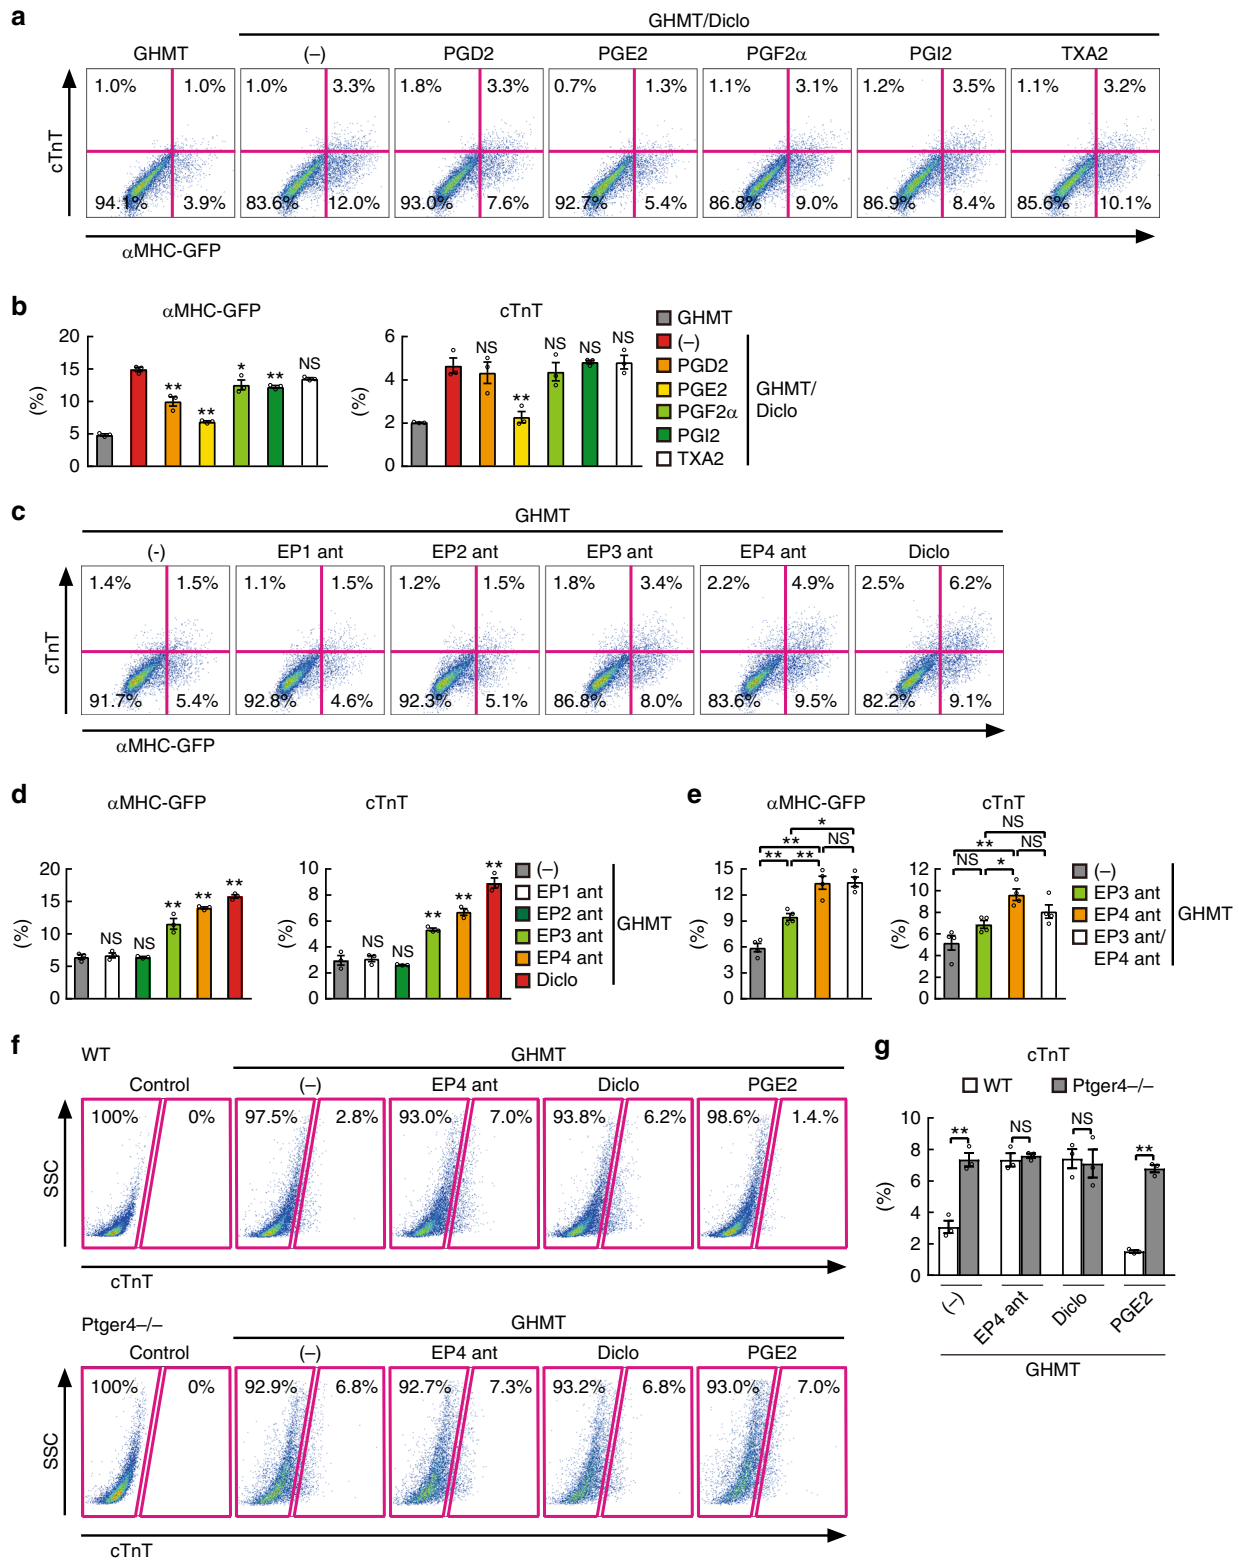 a
GHMT/Diclo
GHMT (–) PGD2 PGE2 PGF2α PGI2 TXA2
1.0% 1.0% 1.0% 3.3% 1.8% 3.3% 0.7% 1.3% 1.1% 3.1% 1.2% 3.5% 1.1% 3.2%
cTnT
94.1% 3.9% 83.6% 12.0% 93.0% 7.6% 92.7% 5.4% 86.8% 9.0% 86.9% 8.4% 85.6% 10.1%
αMHC-GFP
b
αMHC-GFP
(%)
20
15
10
5
0
** ** * ** NS
cTnT
(%)
6
4
2
0
NS ** NS NS NS
GHMT
(–)
PGD2
PGE2
PGF2α
PGI2
TXA2
GHMT/
Diclo
c
GHMT
(-) EP1 ant EP2 ant EP3 ant EP4 ant Diclo
1.4% 1.5% 1.1% 1.5% 1.2% 1.5% 1.8% 3.4% 2.2% 4.9% 2.5% 6.2%
cTnT
91.7% 5.4% 92.8% 4.6% 92.3% 5.1% 86.8% 8.0% 83.6% 9.5% 82.2% 9.1%
αMHC-GFP
d
αMHC-GFP
(%)
20
15
10
5
0
NS NS ** ** **
cTnT
(%)
10
8
6
4
2
0
NS NS ** ** **
(–)
EP1 ant
EP2 ant
EP3 ant
EP4 ant
Diclo
GHMT
e
αMHC-GFP
*
** NS
** **
(%)
15
12
9
6
3
0
cTnT
NS
** NS
NS *
(%)
12
10
8
6
4
2
0
(–)
EP3 ant
EP4 ant
EP3 ant/
EP4 ant
GHMT
f
WT
GHMT
Control (–) EP4 ant Diclo PGE2
100% 0% 97.5% 2.8% 93.0% 7.0% 93.8% 6.2% 98.6% 1.4.%
SSC
cTnT
Ptger4–/–
GHMT
Control (–) EP4 ant Diclo PGE2
100% 0% 92.9% 6.8% 92.7% 7.3% 93.2% 6.8% 93.0% 7.0%
SSC
cTnT
g
cTnT
WT Ptger4–/–
(%)
10
8
6
4
2
0
** NS NS **
(–) EP4 ant Diclo PGE2
GHMT